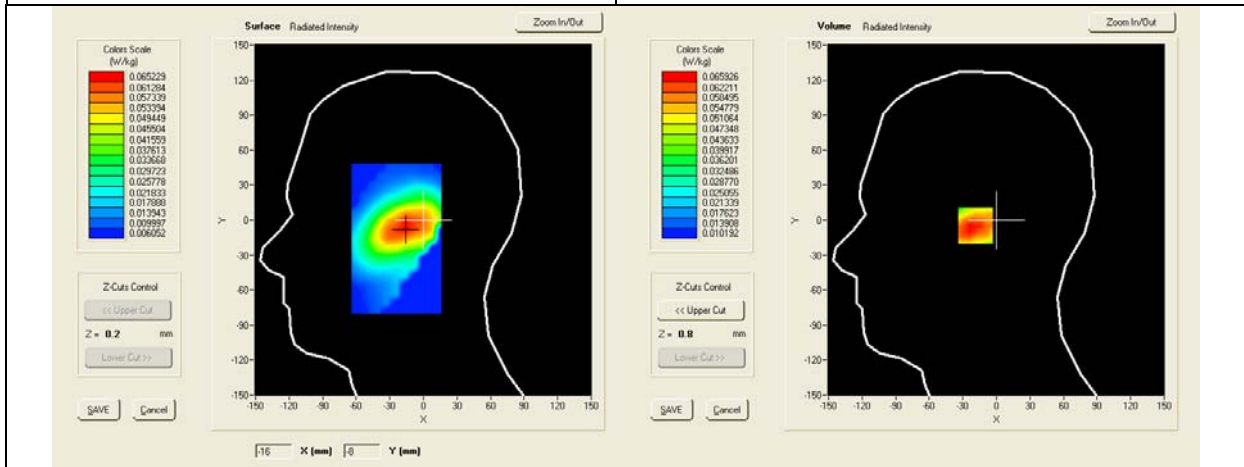 Surface Radiated Intensity
Zoom In/Out
Colors Scale
(W/kg)
0.065229
0.061284
0.057339
0.053394
0.049449
0.045504
0.041559
0.037613
0.033668
0.029723
0.025778
0.021833
0.017888
0.013943
0.009997
0.006052
Z-Cuts Control
<< Upper Cut
Z = 0.2 mm
Lower Cut >>
SAVE Cancel
150
120
90
60
30
0
-30
-60
-90
-120
-150
Y
-150 -120 -90 -60 -30 0 30 60 90 120 150
X
-16 X (mm) -8 Y (mm)
Volume Radiated Intensity
Zoom In/Out
Colors Scale
(W/kg)
0.065926
0.062211
0.058495
0.054779
0.051064
0.047348
0.043633
0.039917
0.036201
0.032486
0.028770
0.025055
0.021339
0.017623
0.013908
0.010192
Z-Cuts Control
<< Upper Cut
Z = 0.8 mm
Lower Cut >>
SAVE Cancel
150
120
90
60
30
0
-30
-60
-90
-120
-150
Y
-150 -120 -90 -60 -30 0 30 60 90 120 150
X